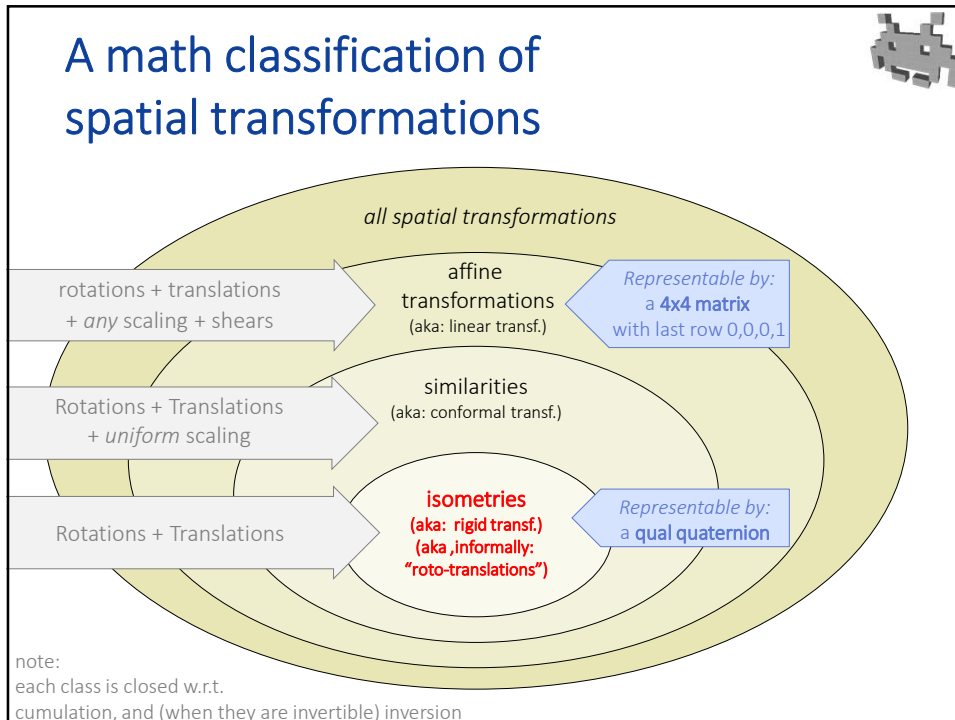 A math classification of
spatial transformations
all spatial transformations
rotations + translations
+ any scaling + shears
affine
transformations
(aka: linear transf.)
Representable by:
a 4x4 matrix
with last row 0,0,0,1
Rotations + Translations
+ uniform scaling
similarities
(aka: conformal transf.)
Rotations + Translations
isometries
(aka: rigid transf.)
(aka ,informally:
“roto-translations”)
Representable by:
a qual quaternion
note:
each class is closed w.r.t.
cumulation, and (when they are invertible) inversion